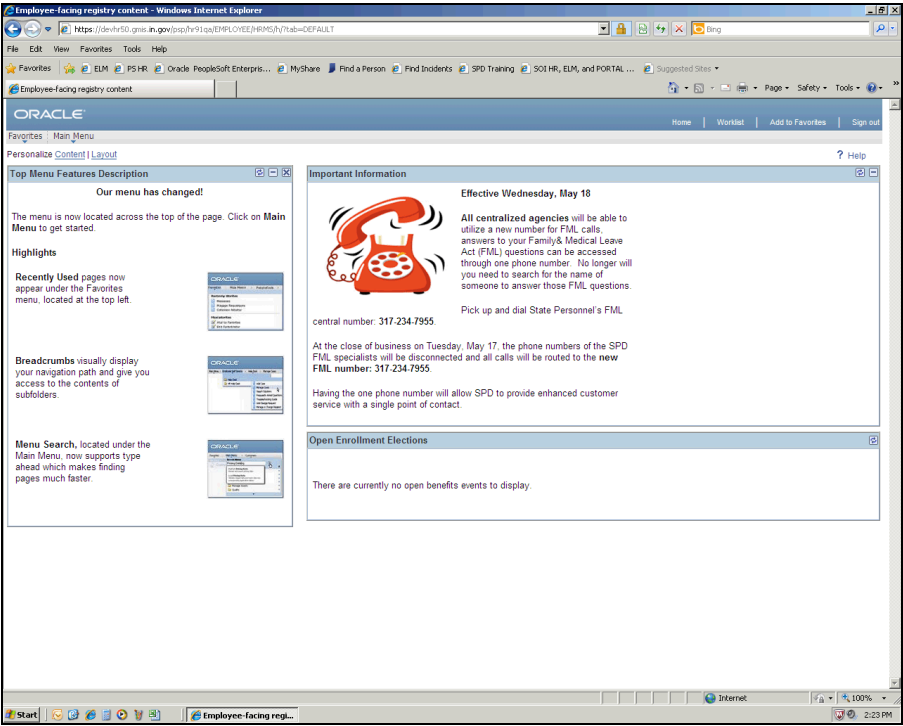 Employee-facing registry content - Windows Internet Explorer
https://devhr50.gmis.in.gov/psp/hr91qa/EMPLOYEE/HRMS/h/?tab=DEFAULT
Bing
File Edit View Favorites Tools Help
Favorites ELM PS HR Oracle PeopleSoft Enterpris... MyShare Find a Person Find Incidents SPD Training SOI HR, ELM, and PORTAL ... Suggested Sites
Employee-facing registry content
Page Safety Tools
ORACLE
Home | Worklist | Add to Favorites | Sign out
Favorites Main Menu
Personalize Content | Layout
? Help
Top Menu Features Description
Our menu has changed!
The menu is now located across the top of the page. Click on Main
Menu to get started.
Highlights
Recently Used pages now
appear under the Favorites
menu, located at the top left.
ORACLE
Breadcrumbs visually display
your navigation path and give you
access to the contents of
subfolders.
ORACLE
Menu Search, located under the
Main Menu, now supports type
ahead which makes finding
pages much faster.
ORACLE
Important Information
Effective Wednesday, May 18
All centralized agencies will be able to
utilize a new number for FML calls,
answers to your Family& Medical Leave
Act (FML) questions can be accessed
through one phone number. No longer will
you need to search for the name of
someone to answer those FML questions.
Pick up and dial State Personnel's FML
central number: 317-234-7955.
At the close of business on Tuesday, May 17, the phone numbers of the SPD
FML specialists will be disconnected and all calls will be routed to the new
FML number: 317-234-7955.
Having the one phone number will allow SPD to provide enhanced customer
service with a single point of contact.
Open Enrollment Elections
There are currently no open benefits events to display.
Internet
100%
Start
Employee-facing regi...
2:23 PM